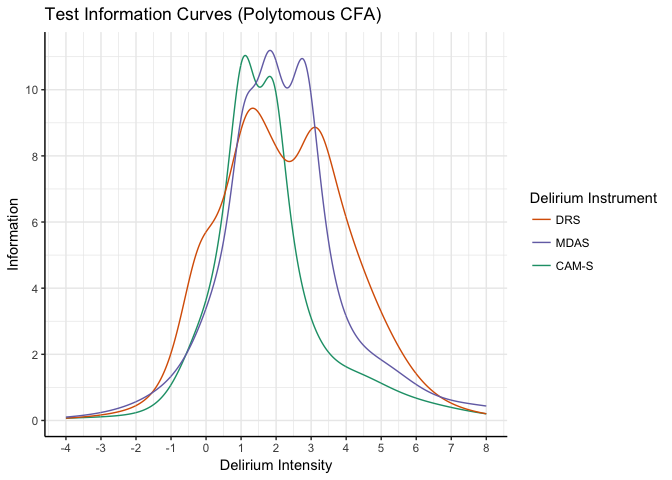 Test Information Curves (Polytomous CFA)
Information
10
8
6
4
2
0
-4 -3 -2 -1 0 1 2 3 4 5 6 7 8
Delirium Intensity
Delirium Instrument
DRS
MDAS
CAM-S